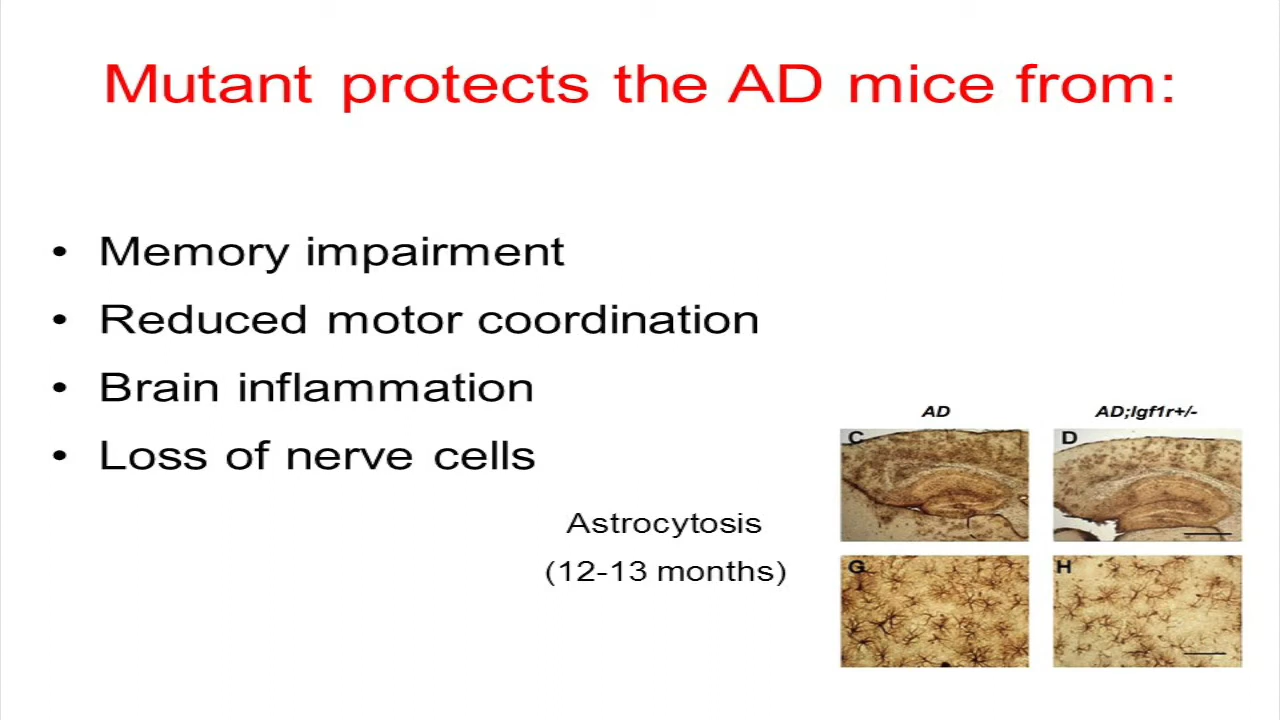 Mutant protects the AD mice from:
• Memory impairment
• Reduced motor coordination
• Brain inflammation
• Loss of nerve cells
Astrocytosis
(12-13 months)
AD AD;Igf1r+/-
C D
G H